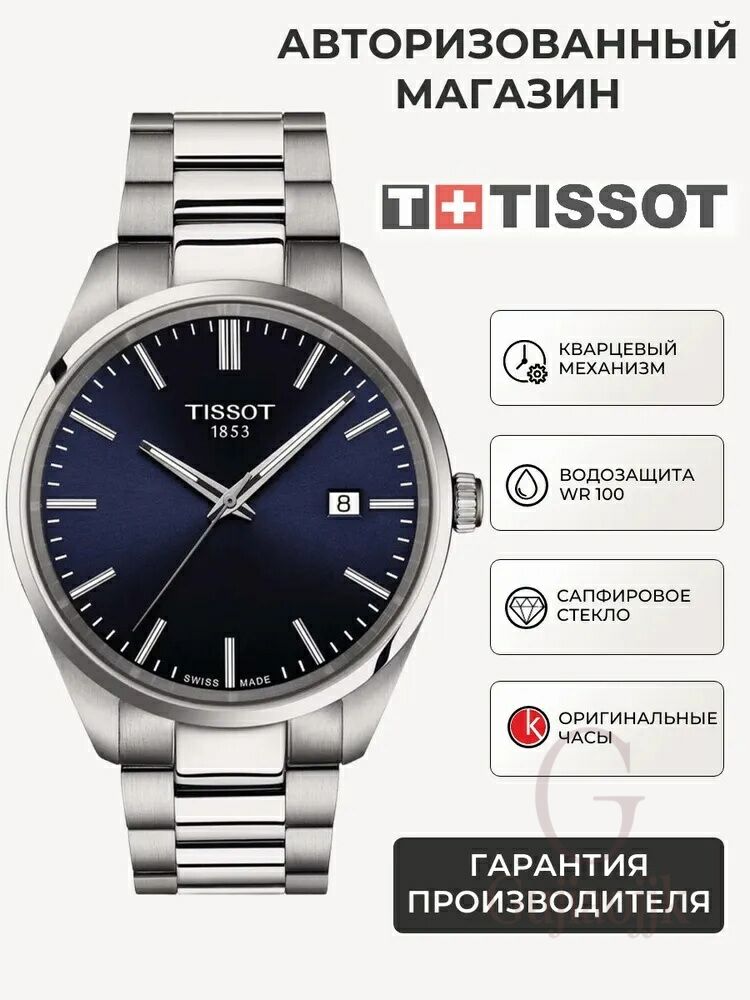 АВТОРИЗОВАННЫЙ
МАГАЗИН
T+TISSOT
КВАРЦЕВЫЙ
МЕХАНИЗМ
TISSOT
1853
8
ВОДОЗАЩИТА
WR 100
САПФИРОВОЕ
СТЕКЛО
SWISS MADE
k
ОРИГИНАЛЬНЫЕ
ЧАСЫ
G
ГАРАНТИЯ
ПРОИЗВОДИТЕЛЯ